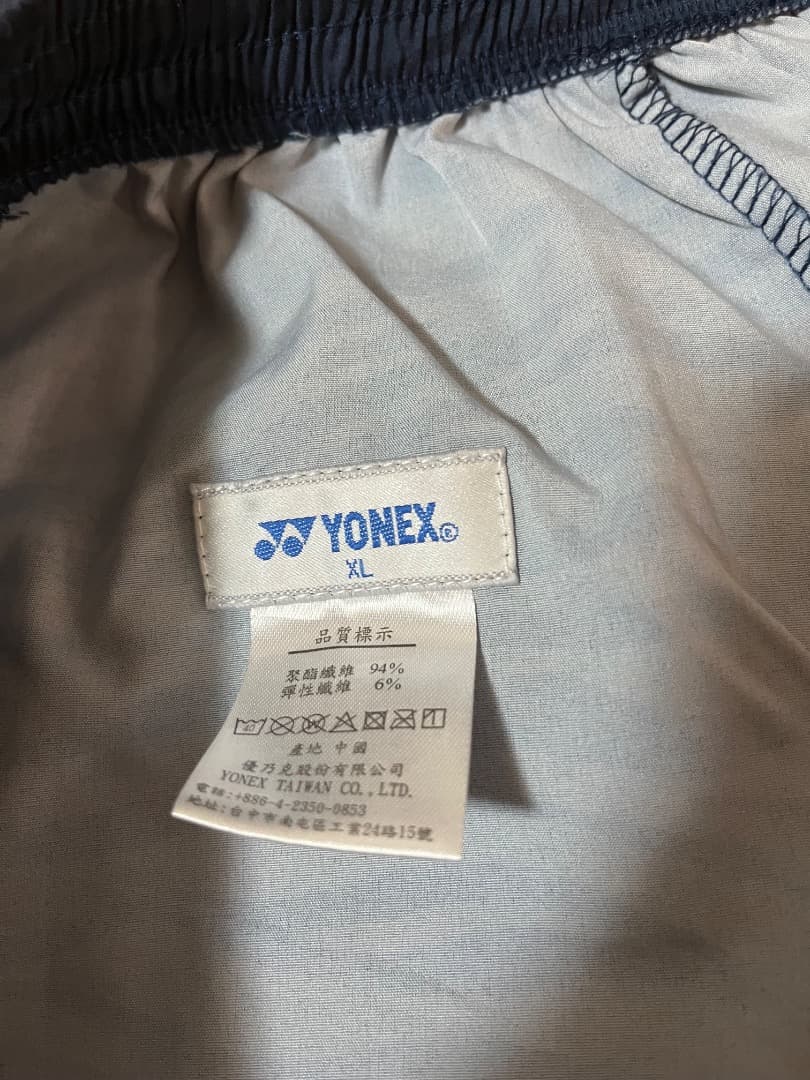 YONEX®
XL
品質標示
聚酯纖維 94%
彈性纖維 6%
40
產地 中國
優乃克股份有限公司
YONEX TAIWAN CO.,LTD.
電話:+886-4-2350-0853
地址:台中市南屯區工業24路15號